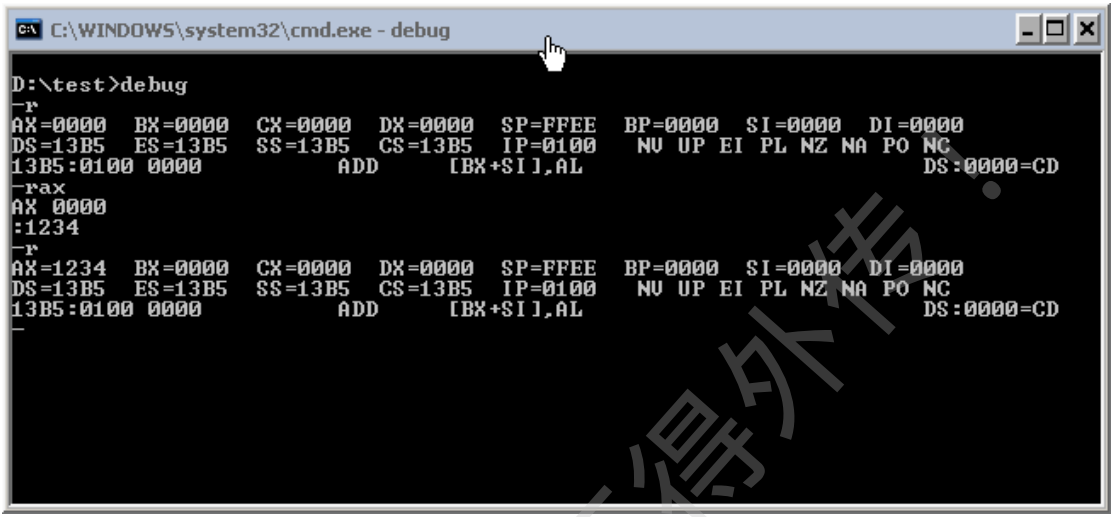 C:\WINDOWS\system32\cmd.exe - debug
D:\test>debug
-r
AX=0000 BX=0000 CX=0000 DX=0000 SP=FFEE BP=0000 SI=0000 DI=0000
DS=13B5 ES=13B5 SS=13B5 CS=13B5 IP=0100 NV UP EI PL NZ NA PO NC
13B5:0100 0000 ADD [BX+SI],AL DS:0000=CD
-rax
AX 0000
:1234
-r
AX=1234 BX=0000 CX=0000 DX=0000 SP=FFEE BP=0000 SI=0000 DI=0000
DS=13B5 ES=13B5 SS=13B5 CS=13B5 IP=0100 NV UP EI PL NZ NA PO NC
13B5:0100 0000 ADD [BX+SI],AL DS:0000=CD
-
得外传！